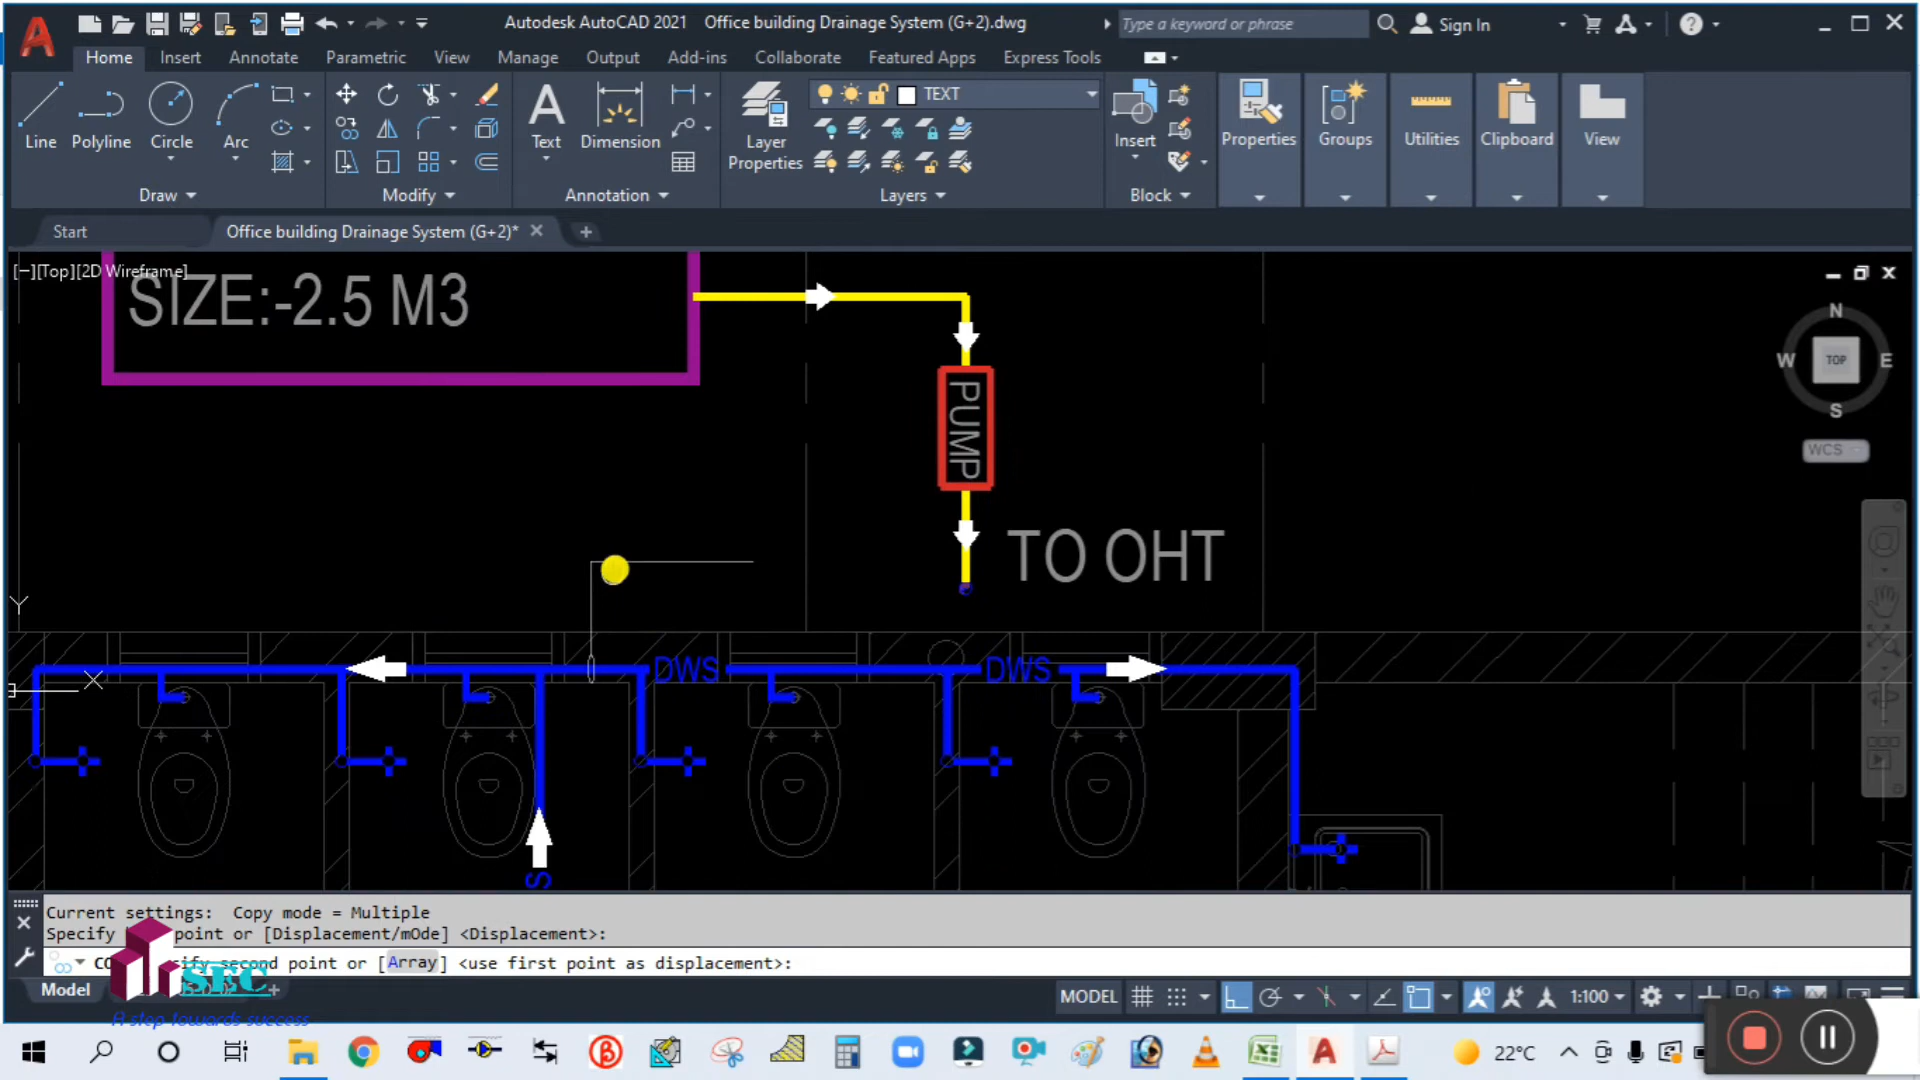 Autodesk AutoCAD 2021 Office building Drainage System (G+2).dwg
Type a keyword or phrase
Sign In
Home Insert Annotate Parametric View Manage Output Add-ins Collaborate Featured Apps Express Tools
TEXT
Line Polyline Circle Arc
Text Dimension
Layer Properties
Insert
Properties Groups Utilities Clipboard View
Draw Modify Annotation Layers Block
Start Office building Drainage System (G+2)*
[−][Top][2D Wireframe]
SIZE:-2.5 M3
N
W TOP E
S
WCS
PUMP
TO OHT
Y
DWS DWS
S
Current settings: Copy mode = Multiple
Specify point or [Displacement/mOde] <Displacement>:
second point or [Array] <use first point as displacement>:
SEC
Model
A step towards success
MODEL 1:100
22°C